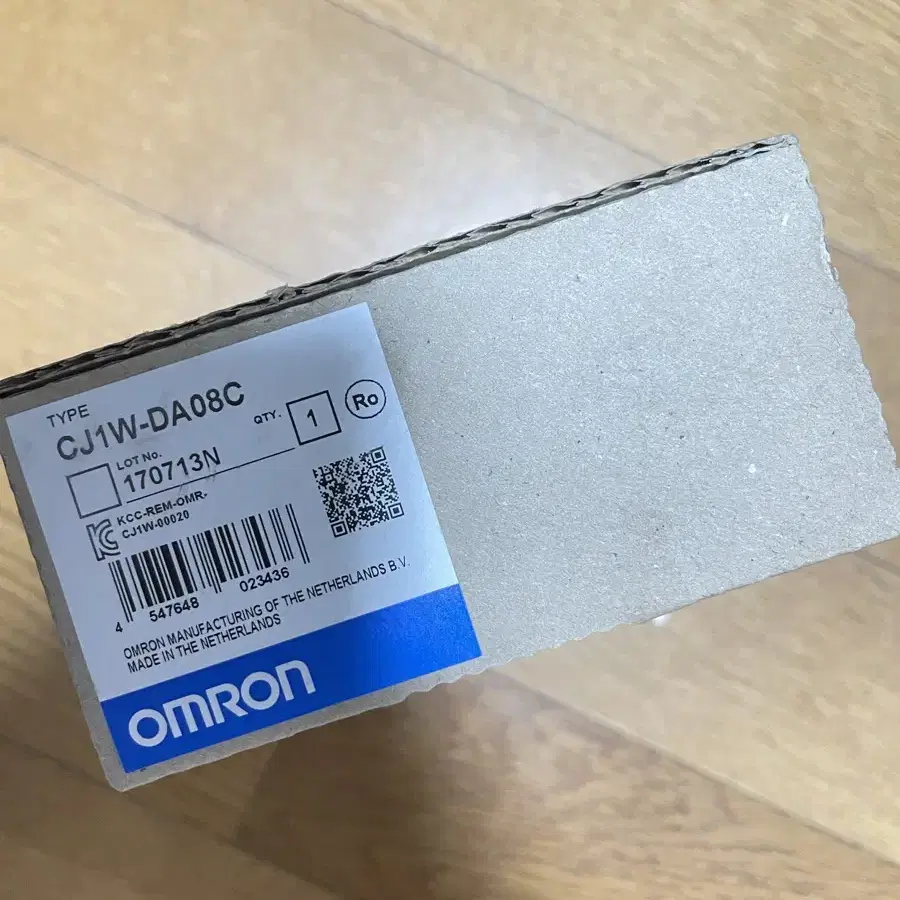 TYPE
CJ1W-DA08C
LOT No.
170713N
QTY.
1
Ro
KCC-REM-OMR-
CJ1W-00020
4 547648 023436
OMRON MANUFACTURING OF THE NETHERLANDS B.V.
MADE IN THE NETHERLANDS
OMRON